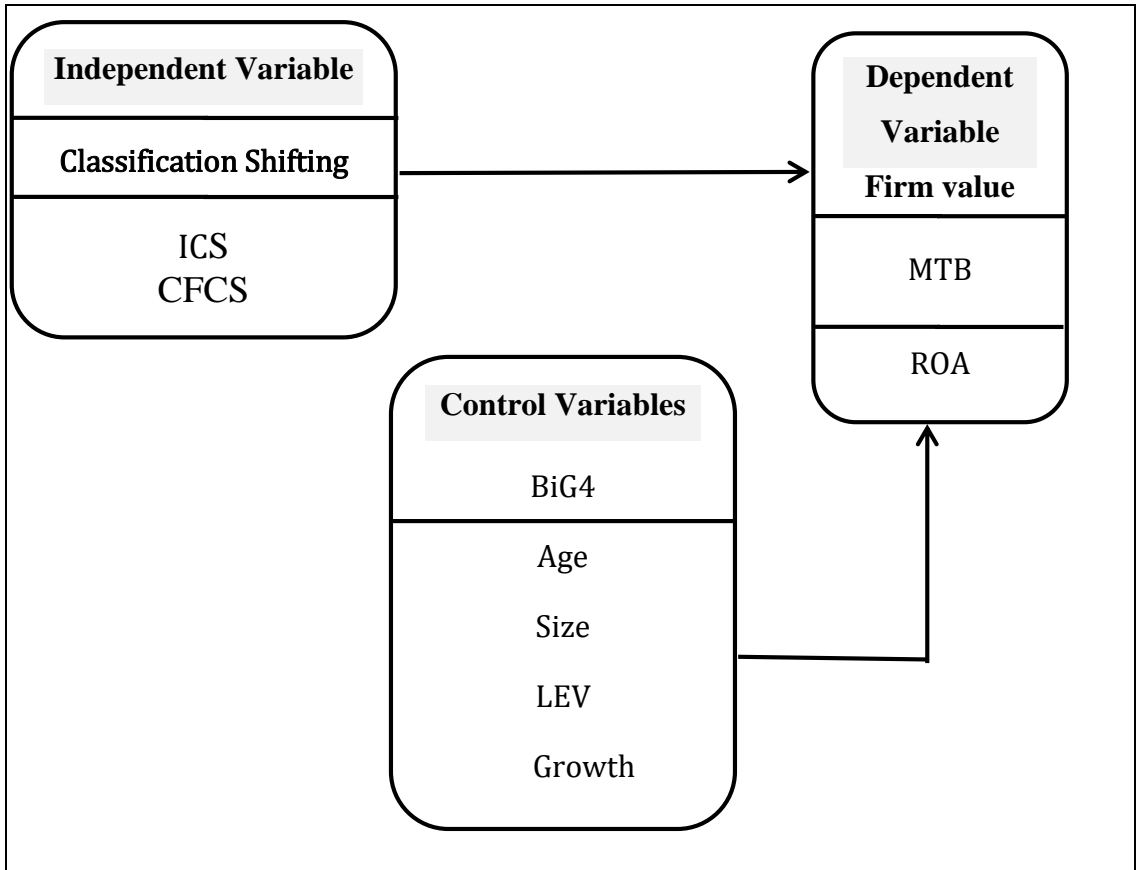 Independent Variable
Classification Shifting
ICS
CFCS
Dependent
Variable
Firm value
MTB
ROA
Control Variables
BiG4
Age
Size
LEV
Growth